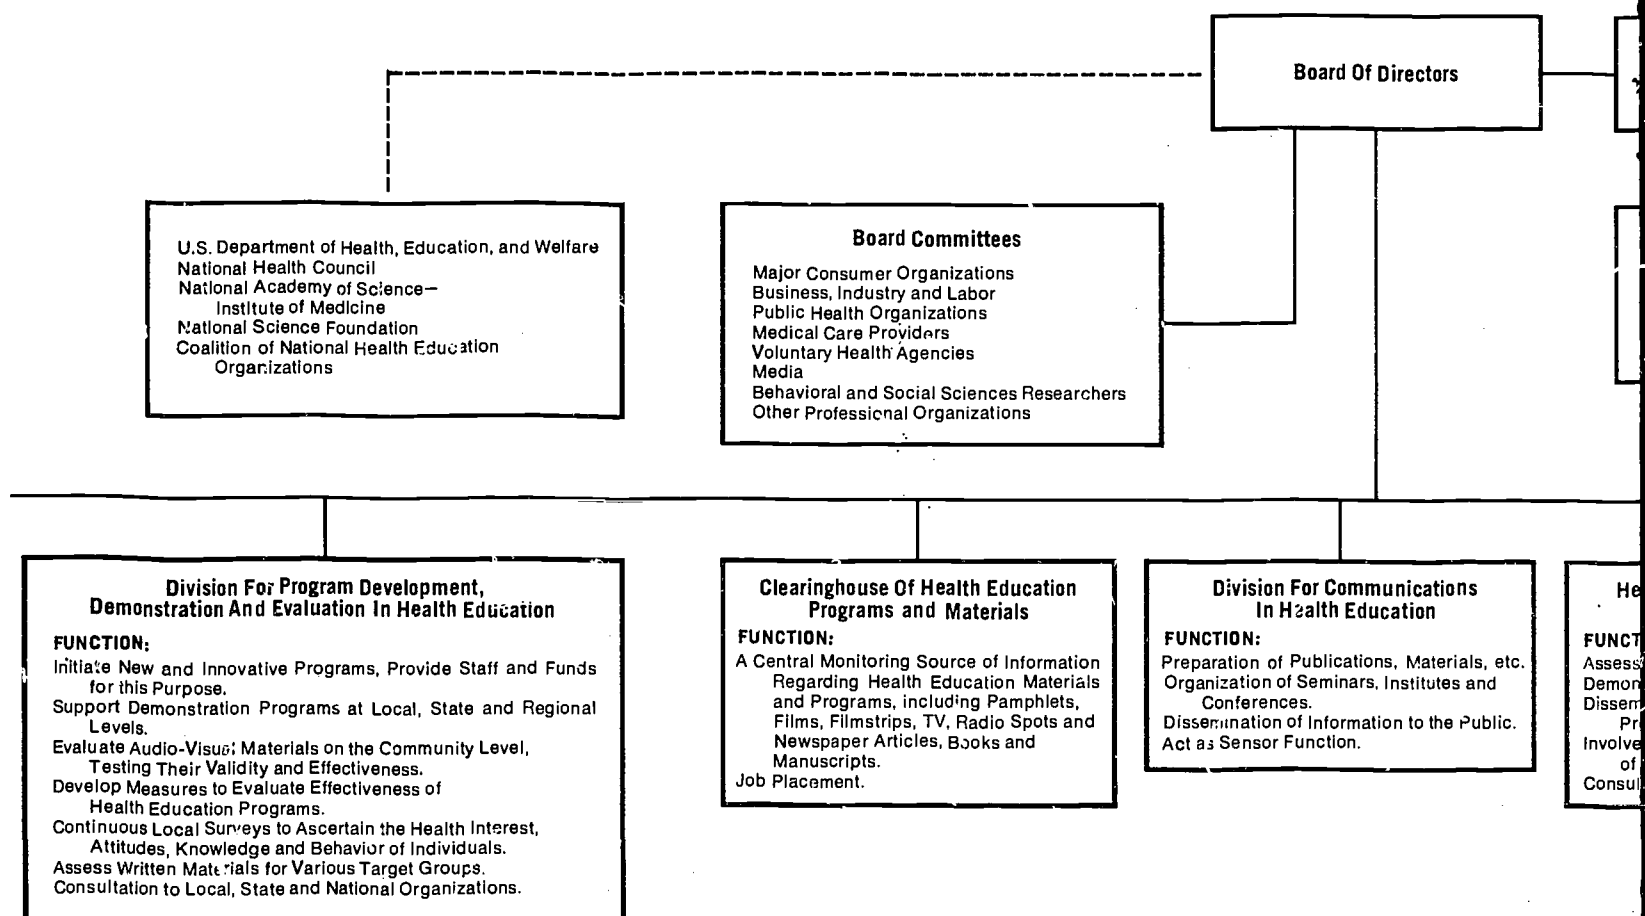 Board Of Directors
U.S. Department of Health, Education, and Welfare
National Health Council
National Academy of Science—
Institute of Medicine
National Science Foundation
Coalition of National Health Education
Organizations
Board Committees
Major Consumer Organizations
Business, Industry and Labor
Public Health Organizations
Medical Care Providers
Voluntary Health Agencies
Media
Behavioral and Social Sciences Researchers
Other Professional Organizations
Division For Program Development,
Demonstration And Evaluation In Health Education
FUNCTION:
Initiate New and Innovative Programs, Provide Staff and Funds
for this Purpose.
Support Demonstration Programs at Local, State and Regional
Levels.
Evaluate Audio-Visual Materials on the Community Level,
Testing Their Validity and Effectiveness.
Develop Measures to Evaluate Effectiveness of
Health Education Programs.
Continuous Local Surveys to Ascertain the Health Interest,
Attitudes, Knowledge and Behavior of Individuals.
Assess Written Materials for Various Target Groups.
Consultation to Local, State and National Organizations.
Clearinghouse Of Health Education
Programs and Materials
FUNCTION:
A Central Monitoring Source of Information
Regarding Health Education Materials
and Programs, including Pamphlets,
Films, Filmstrips, TV, Radio Spots and
Newspaper Articles, Books and
Manuscripts.
Job Placement.
Division For Communications
In Health Education
FUNCTION:
Preparation of Publications, Materials, etc.
Organization of Seminars, Institutes and
Conferences.
Dissemination of Information to the Public.
Act as Sensor Function.
He
FUNCT
Assess
Demon
Dissem
Pr
Involve
of
Consul